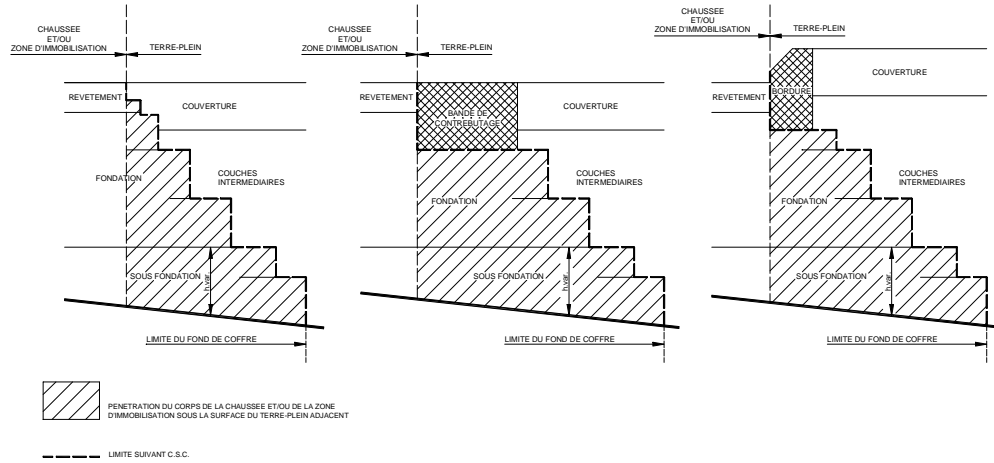 CHAUSSEE
ET/OU
ZONE D'IMMOBILISATION
TERRE-PLEIN
REVETEMENT
COUVERTURE
FONDATION
COUCHES
INTERMEDIAIRES
SOUS FONDATION
h.var.
LIMITE DU FOND DE COFFRE
CHAUSSEE
ET/OU
ZONE D'IMMOBILISATION
TERRE-PLEIN
REVETEMENT
BANDE DE
CONTREBUTAGE
COUVERTURE
FONDATION
COUCHES
INTERMEDIAIRES
SOUS FONDATION
h.var.
LIMITE DU FOND DE COFFRE
CHAUSSEE
ET/OU
ZONE D'IMMOBILISATION
TERRE-PLEIN
REVETEMENT
BORDURE
COUVERTURE
FONDATION
COUCHES
INTERMEDIAIRES
SOUS FONDATION
h.var.
LIMITE DU FOND DE COFFRE
PENETRATION DU CORPS DE LA CHAUSSEE ET/OU DE LA ZONE
D'IMMOBILISATION SOUS LA SURFACE DU TERRE-PLEIN ADJACENT
LIMITE SUIVANT C.S.C.